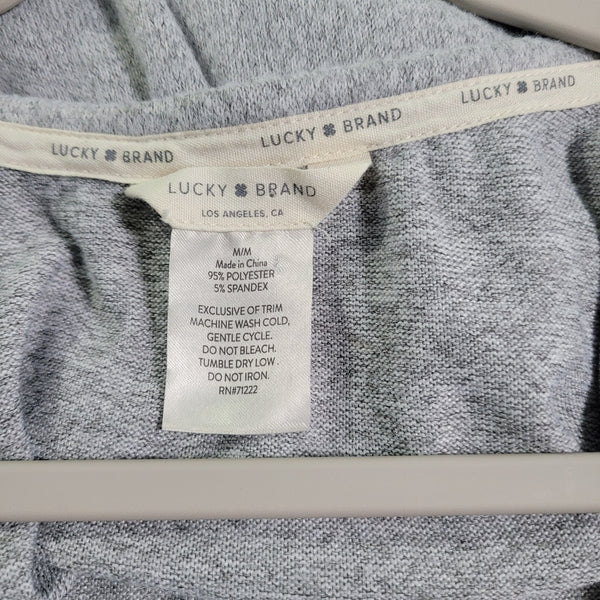 LUCKY BRAND
LUCKY BRAND
LUCKY BRAND
LUCKY BRAND
LOS ANGELES, CA
M/M
Made in China
95% POLYESTER
5% SPANDEX
EXCLUSIVE OF TRIM
MACHINE WASH COLD,
GENTLE CYCLE.
DO NOT BLEACH.
TUMBLE DRY LOW.
DO NOT IRON.
RN#71222